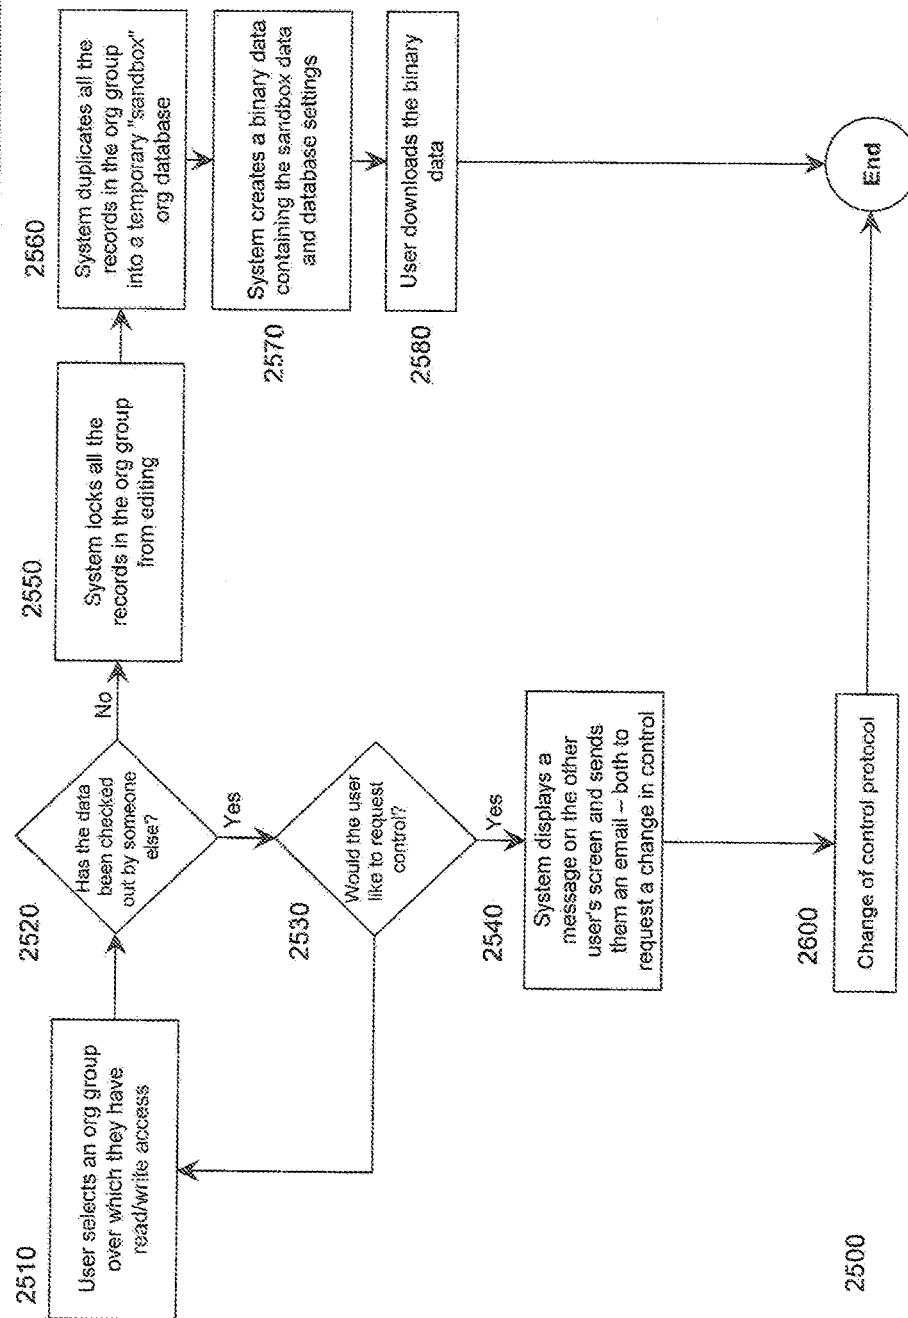 2510
User selects an org group
over which they have
read/write access
2520
Has the data
been checked
out by someone
else?
No
Yes
2530
Would the user
like to request
control?
Yes
2540
System displays a
message on the other
user's screen and sends
them an email – both to
request a change in control
2600
Change of control protocol
2550
System locks all the
records in the org group
from editing
2560
System duplicates all the
records in the org group
into a temporary "sandbox"
org database
2570
System creates a binary data
containing the sandbox data
and database settings
2580
User downloads the binary
data
End
2500